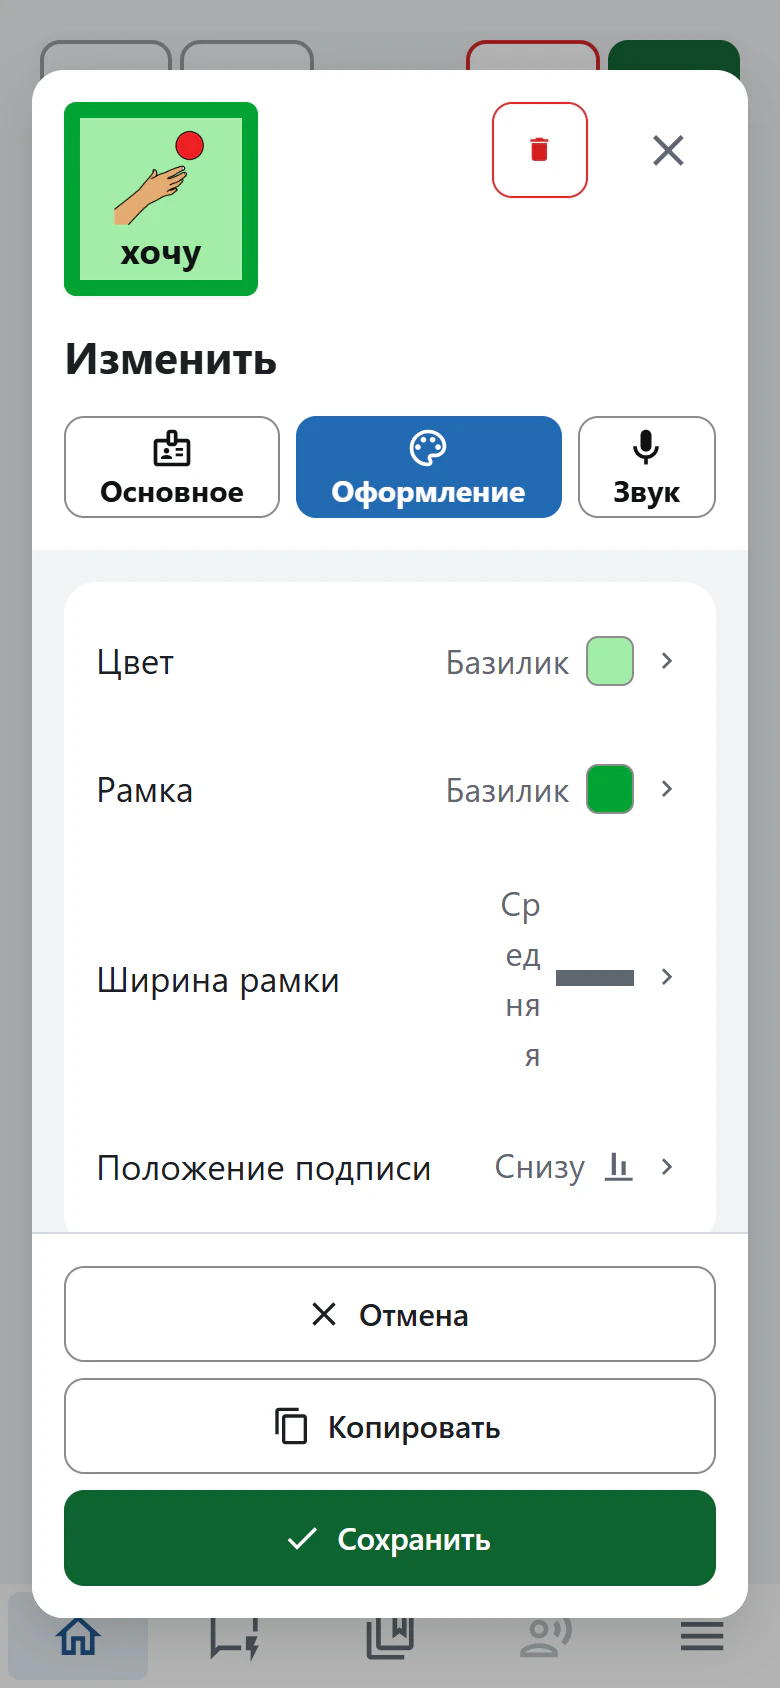 хочу
Изменить
Основное
Оформление
Звук
Цвет
Базилик
Рамка
Базилик
Ширина рамки
Ср
ед
ня
я
Положение подписи
Снизу
Отмена
Копировать
Сохранить